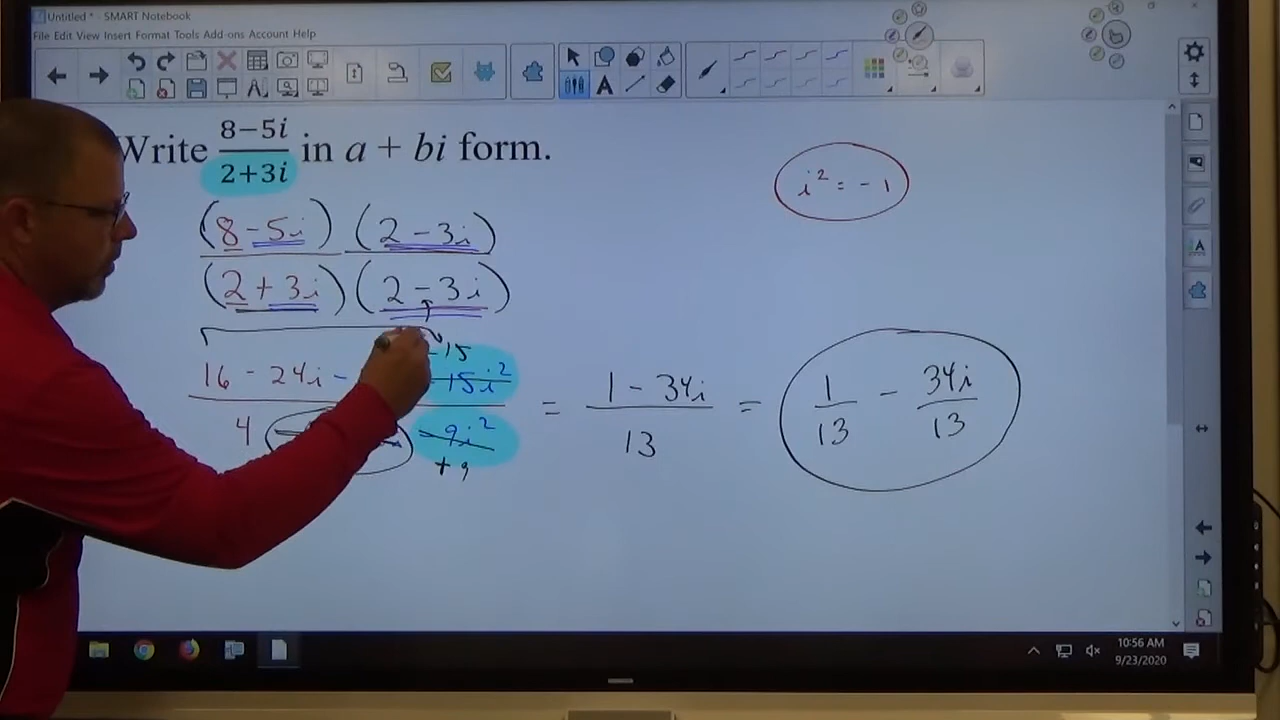 Untitled * - SMART Notebook
File Edit View Insert Format Tools Add-ons Account Help
Write (8−5i)/(2+3i) in a + bi form.
i² = -1
(8 - 5i) (2 - 3i)
(2 + 3i) (2 - 3i)
-15
16 - 24i - 15i²
4 -9i²
+9
= (1 - 34i)/13 = 1/13 - 34i/13
10:56 AM
9/23/2020